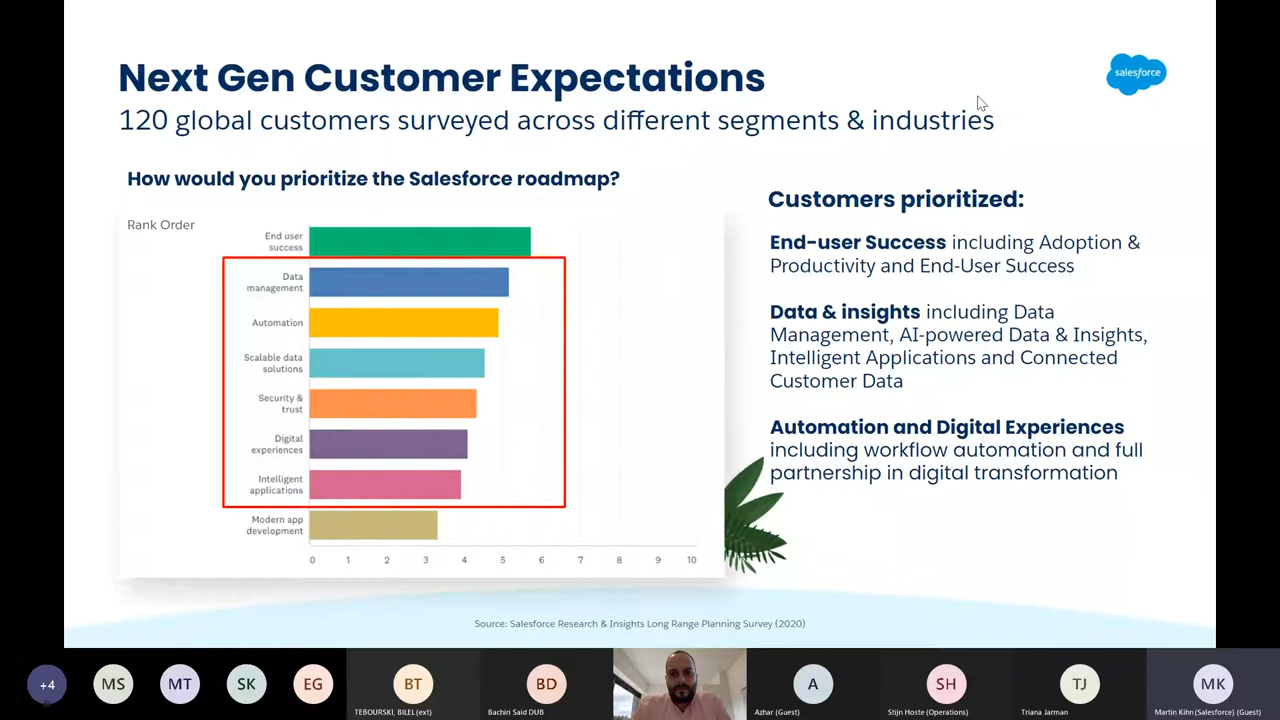 Next Gen Customer Expectations
salesforce
120 global customers surveyed across different segments & industries
How would you prioritize the Salesforce roadmap?
Rank Order
End user
success
Data
management
Automation
Scalable data
solutions
Security &
trust
Digital
experiences
Intelligent
applications
Modern app
development
0 1 2 3 4 5 6 7 8 9 10
Customers prioritized:
End-user Success including Adoption &
Productivity and End-User Success
Data & insights including Data
Management, AI-powered Data & Insights,
Intelligent Applications and Connected
Customer Data
Automation and Digital Experiences
including workflow automation and full
partnership in digital transformation
Source: Salesforce Research & Insights Long Range Planning Survey (2020)
+4 MS MT SK EG BT BD A SH TJ MK
TEBOURSKI, BILEL (ext) Bachiri Said DUB Azhar (Guest) Stijn Hoste (Operations) Triana Jarman Martin Kihn (Salesforce) (Guest)